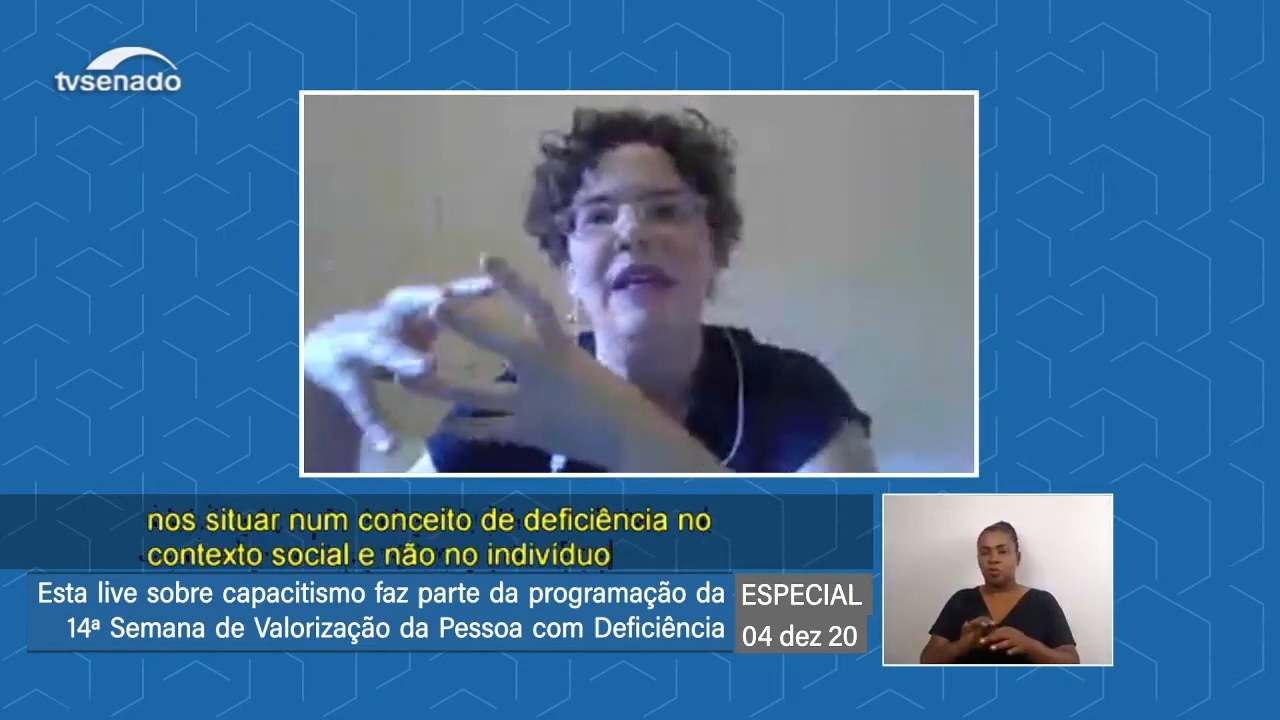 tvsenado
nos situar num conceito de deficiência no
contexto social e não no indivíduo
Esta live sobre capacitismo faz parte da programação da
14ª Semana de Valorização da Pessoa com Deficiência
ESPECIAL
04 dez 20